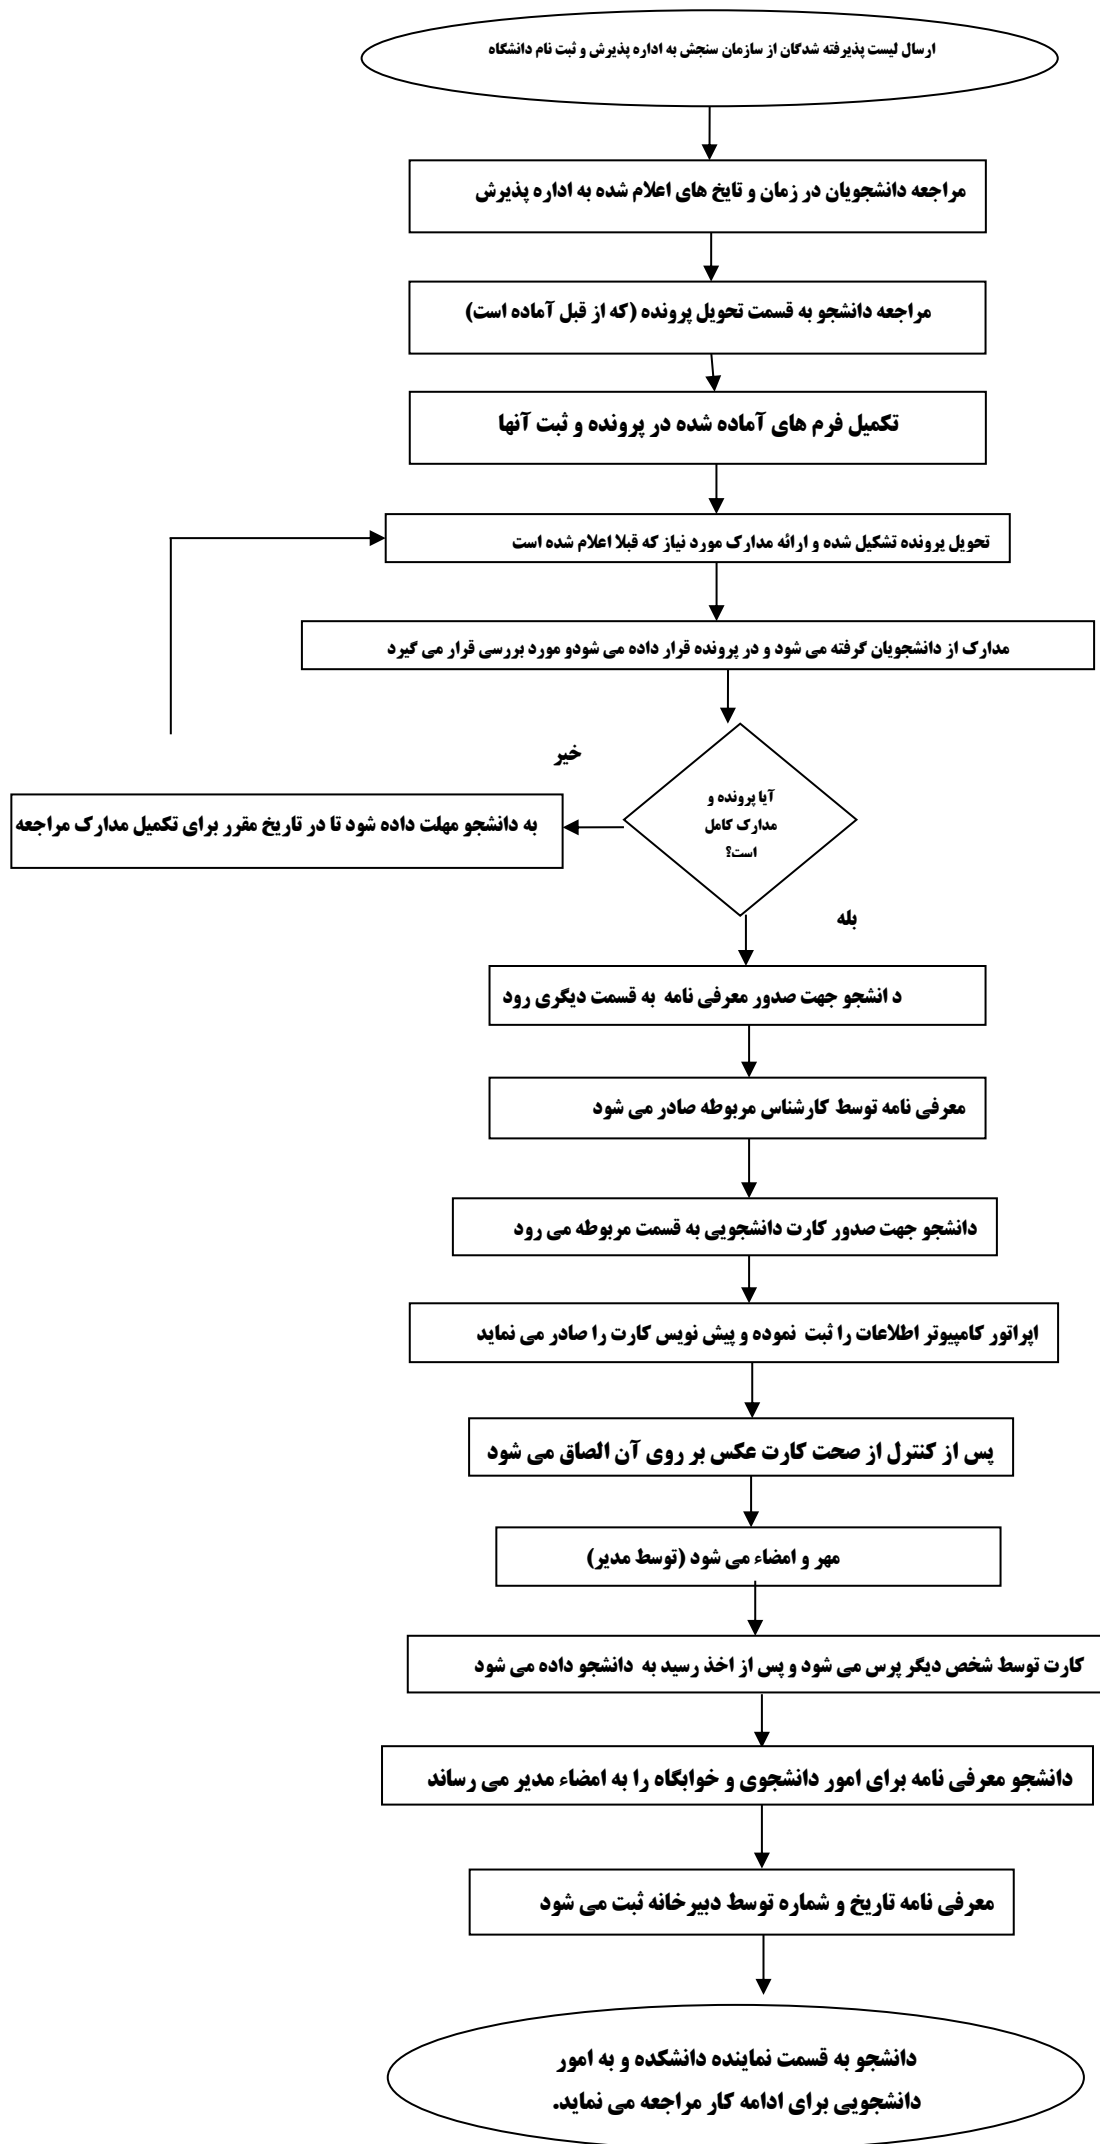 ارسال لیست پذیرفته شدگان از سازمان سنجش به اداره پذیرش و ثبت نام دانشگاه
مراجعه دانشجویان در زمان و تایخ های اعلام شده به اداره پذیرش
مراجعه دانشجو به قسمت تحویل پرونده (که از قبل آماده است)
تکمیل فرم های آماده شده در پرونده و ثبت آنها
تحویل پرونده تشکیل شده و ارائه مدارک مورد نیاز که قبلا اعلام شده است
مدارک از دانشجویان گرفته می شود و در پرونده قرار داده می شودو مورد بررسی قرار می گیرد
خیر
آیا پرونده و
مدارک کامل
است؟
به دانشجو مهلت داده شود تا در تاریخ مقرر برای تکمیل مدارک مراجعه
بله
د انشجو جهت صدور معرفی نامه به قسمت دیگری رود
معرفی نامه توسط کارشناس مربوطه صادر می شود
دانشجو جهت صدور کارت دانشجویی به قسمت مربوطه می رود
اپراتور کامپیوتر اطلاعات را ثبت نموده و پیش نویس کارت را صادر می نماید
پس از کنترل از صحت کارت عکس بر روی آن الصاق می شود
مهر و امضاء می شود (توسط مدیر)
کارت توسط شخص دیگر پرس می شود و پس از اخذ رسید به دانشجو داده می شود
دانشجو معرفی نامه برای امور دانشجوی و خوابگاه را به امضاء مدیر می رساند
معرفی نامه تاریخ و شماره توسط دبیرخانه ثبت می شود
دانشجو به قسمت نماینده دانشکده و به امور
دانشجویی برای ادامه کار مراجعه می نماید.